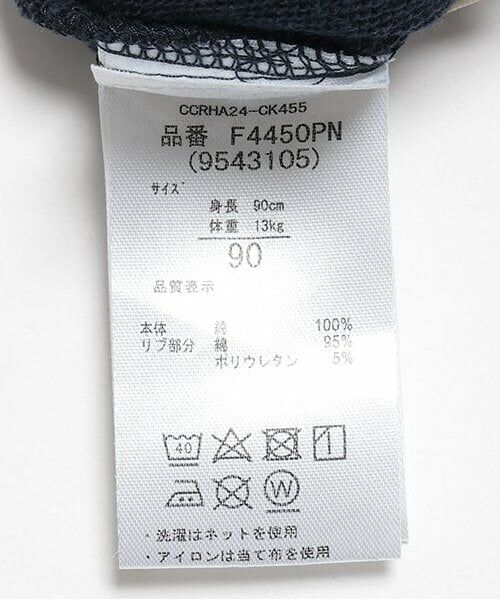 CCRHA24-CK455
品番 F4450PN
(9543105)
サイズ
身長 90cm
体重 13kg
90
品質表示
本体 綿 100%
リブ部分 綿 95%
ポリウレタン 5%
40
W
・洗濯はネットを使用
・アイロンは当て布を使用